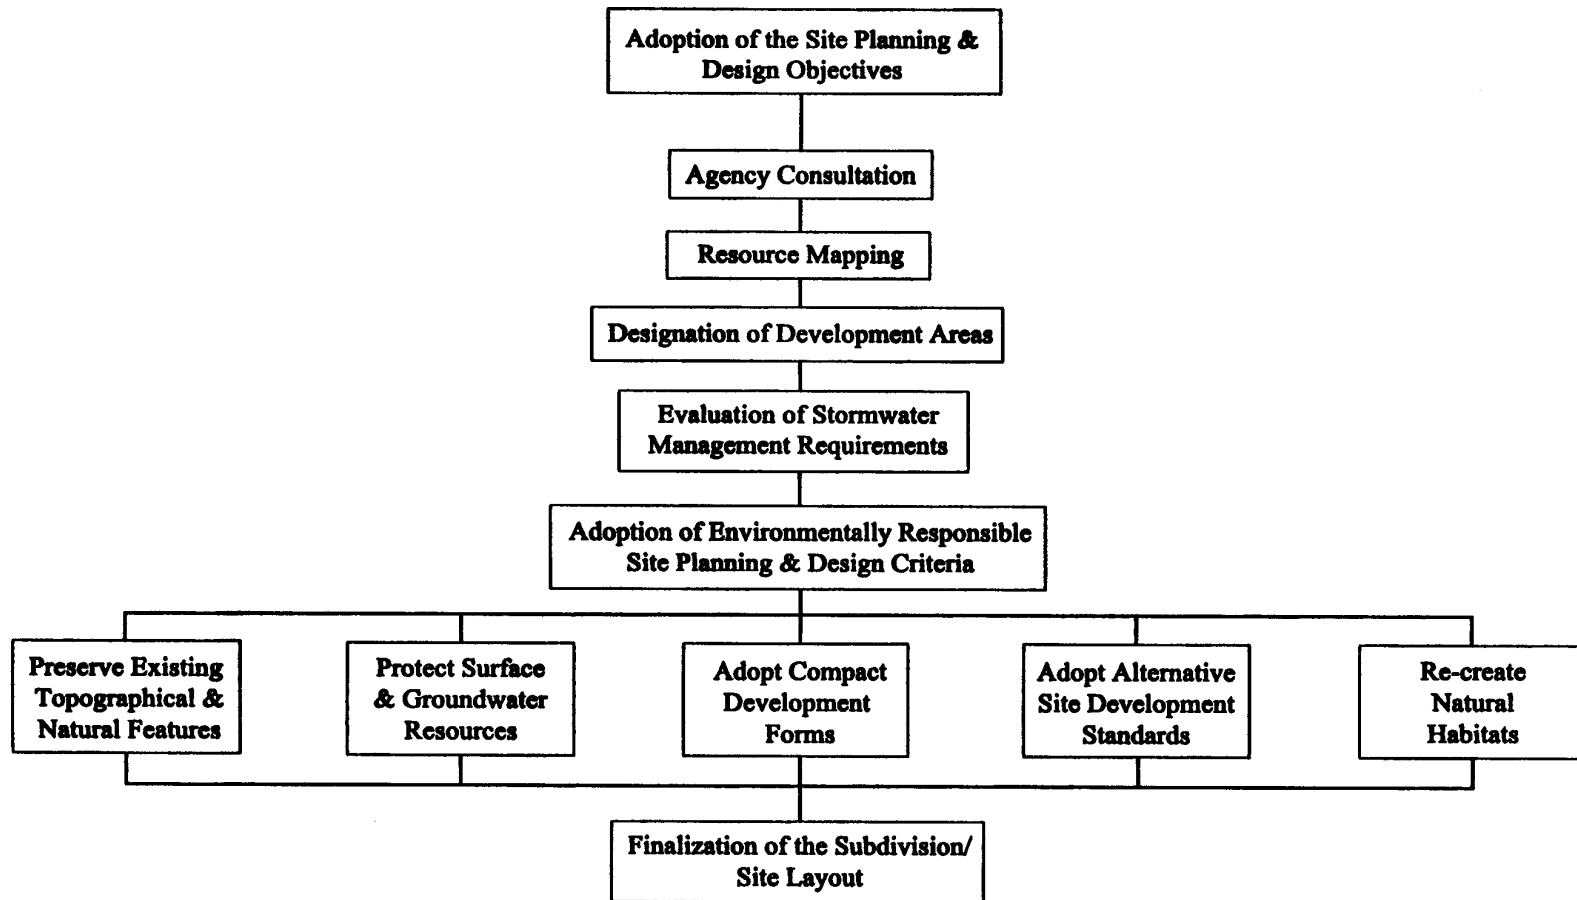 Adoption of the Site Planning &
Design Objectives
Agency Consultation
Resource Mapping
Designation of Development Areas
Evaluation of Stormwater
Management Requirements
Adoption of Environmentally Responsible
Site Planning & Design Criteria
Preserve Existing
Topographical &
Natural Features
Protect Surface
& Groundwater
Resources
Adopt Compact
Development
Forms
Adopt Alternative
Site Development
Standards
Re-create
Natural
Habitats
Finalization of the Subdivision/
Site Layout